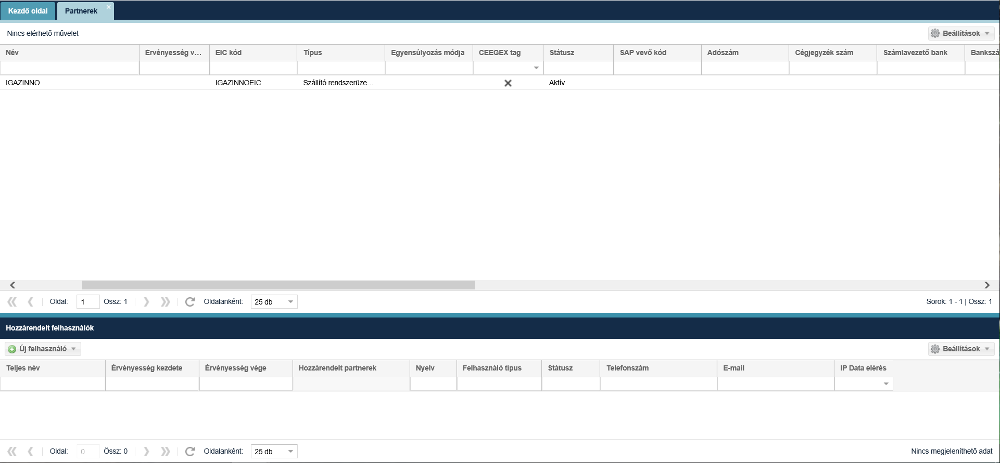 Kezdő oldal Partnerek
Nincs elérhető művelet Beállítások
Név Érvényesség v... EIC kód Típus Egyensúlyozás módja CEEGEX tag Státusz SAP vevő kód Adószám Cégjegyzék szám Számlavezető bank Bankszá
IGAZINNO IGAZINNOEIC Szállító rendszerüze... Aktív
Oldal: 1 Össz: 1 Oldalanként: 25 db Sorok: 1 - 1 | Össz: 1
Hozzárendelt felhasználók
Új felhasználó Beállítások
Teljes név Érvényesség kezdete Érvényesség vége Hozzárendelt partnerek Nyelv Felhasználó típus Státusz Telefonszám E-mail IP Data elérés
Oldal: 0 Össz: 0 Oldalanként: 25 db Nincs megjeleníthető adat